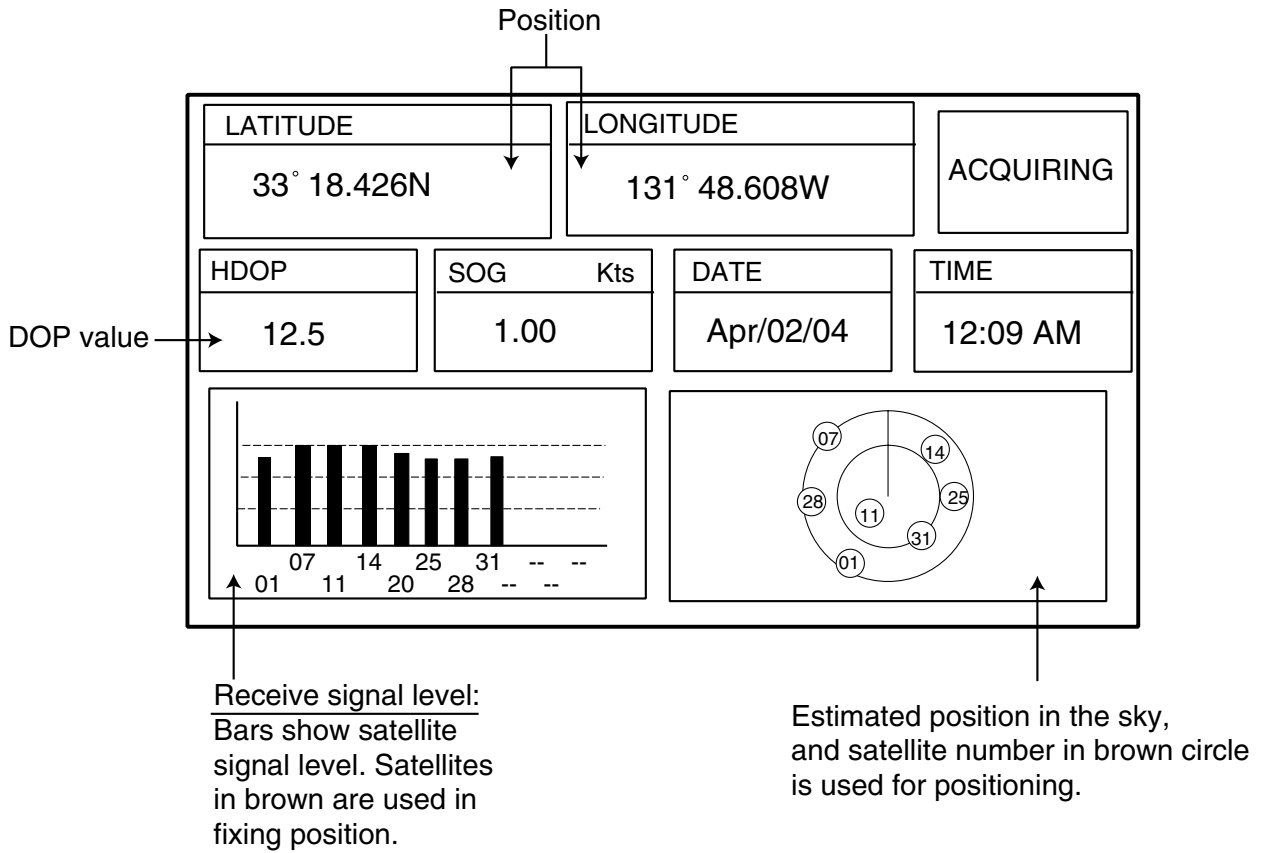 Position
LATITUDE
33° 18.426N
LONGITUDE
131° 48.608W
ACQUIRING
HDOP
12.5
SOG Kts
1.00
DATE
Apr/02/04
TIME
12:09 AM
DOP value
07 14 25 31 -- --
01 11 20 28 -- --
07
14
28
25
11
31
01
Receive signal level:
Bars show satellite
signal level. Satellites
in brown are used in
fixing position.
Estimated position in the sky,
and satellite number in brown circle
is used for positioning.